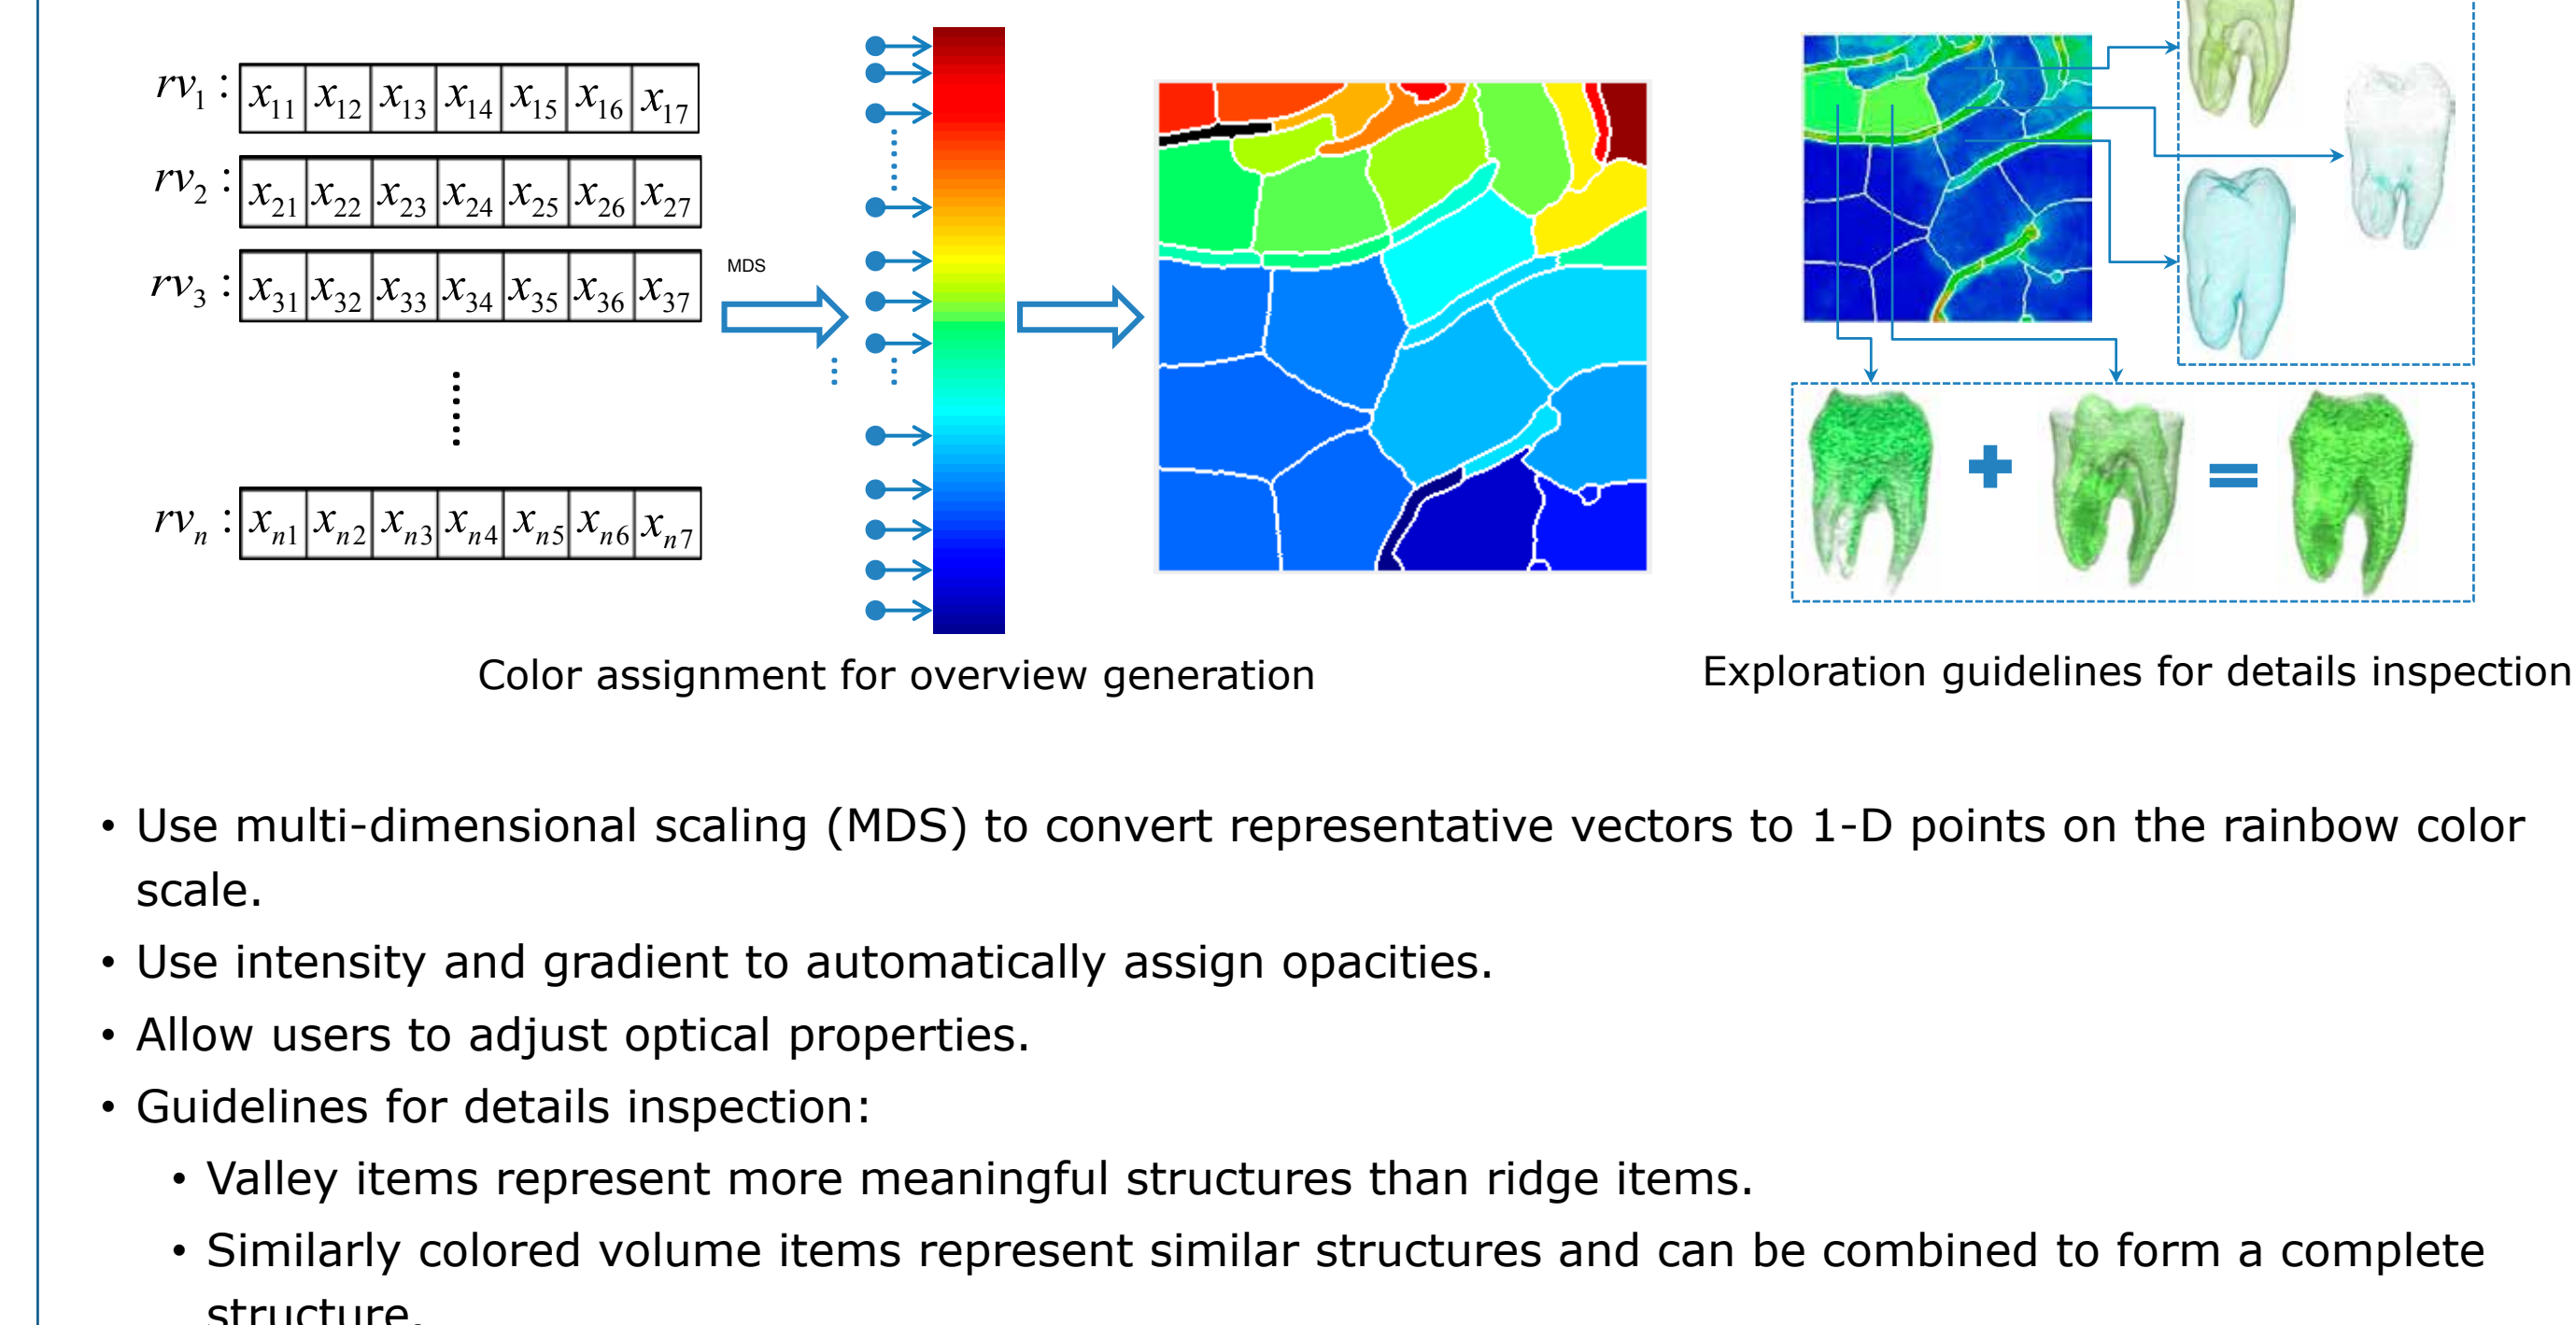 rv1 : x11 x12 x13 x14 x15 x16 x17
rv2 : x21 x22 x23 x24 x25 x26 x27
rv3 : x31 x32 x33 x34 x35 x36 x37
MDS
rvn : xn1 xn2 xn3 xn4 xn5 xn6 xn7
+ =
Color assignment for overview generation
Exploration guidelines for details inspection
• Use multi-dimensional scaling (MDS) to convert representative vectors to 1-D points on the rainbow color
scale.
• Use intensity and gradient to automatically assign opacities.
• Allow users to adjust optical properties.
• Guidelines for details inspection:
• Valley items represent more meaningful structures than ridge items.
• Similarly colored volume items represent similar structures and can be combined to form a complete
structure.